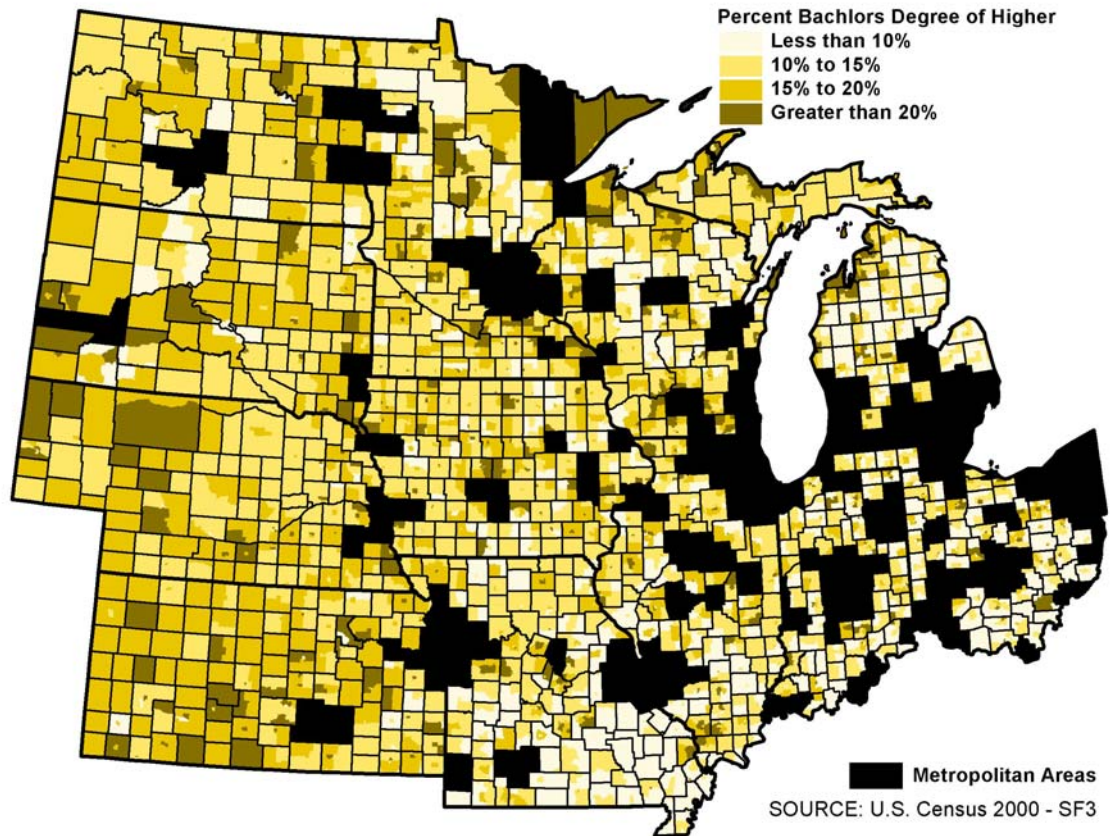 Percent Bachlors Degree of Higher
Less than 10%
10% to 15%
15% to 20%
Greater than 20%
Metropolitan Areas
SOURCE: U.S. Census 2000 - SF3